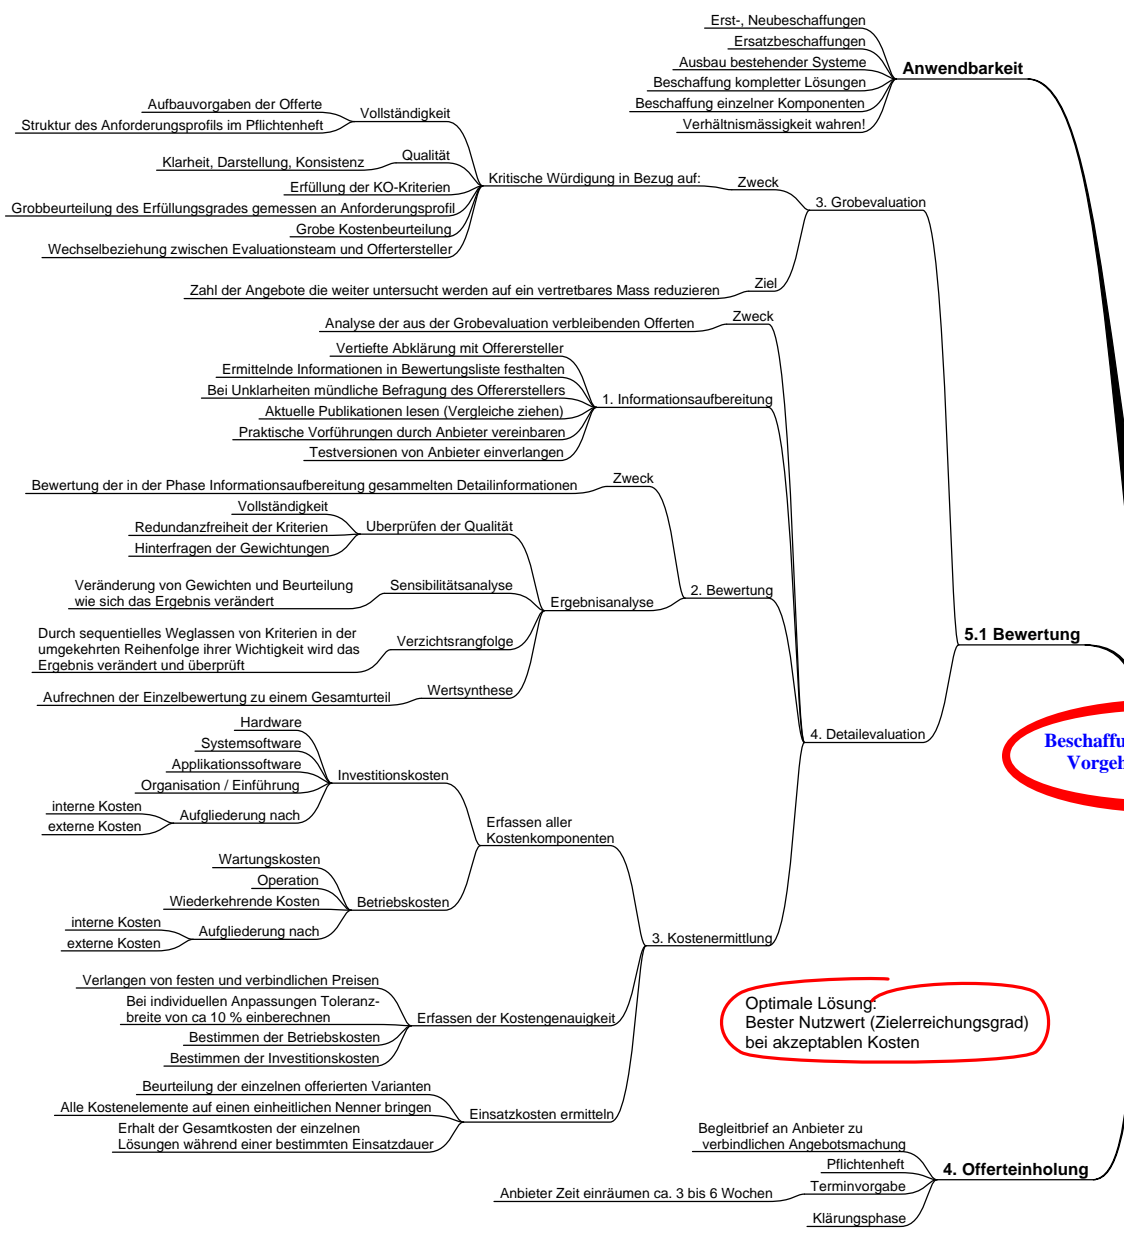 Erst-, Neubeschaffungen
Ersatzbeschaffungen
Ausbau bestehender Systeme
Beschaffung kompletter Lösungen
Beschaffung einzelner Komponenten
Verhältnismässigkeit wahren!
Anwendbarkeit
Aufbauvorgaben der Offerte
Struktur des Anforderungsprofils im Pflichtenheft
Vollständigkeit
Klarheit, Darstellung, Konsistenz
Qualität
Erfüllung der KO-Kriterien
Grobbeurteilung des Erfüllungsgrades gemessen an Anforderungsprofil
Grobe Kostenbeurteilung
Wechselbeziehung zwischen Evaluationsteam und Offertersteller
Kritische Würdigung in Bezug auf:
Zweck
Zahl der Angebote die weiter untersucht werden auf ein vertretbares Mass reduzieren
Ziel
3. Grobevaluation
Analyse der aus der Grobevaluation verbleibenden Offerten
Zweck
Vertiefte Abklärung mit Offerersteller
Ermittelnde Informationen in Bewertungsliste festhalten
Bei Unklarheiten mündliche Befragung des Offererstellers
Aktuelle Publikationen lesen (Vergleiche ziehen)
Praktische Vorführungen durch Anbieter vereinbaren
Testversionen von Anbieter einverlangen
1. Informationsaufbereitung
Bewertung der in der Phase Informationsaufbereitung gesammelten Detailinformationen
Zweck
Vollständigkeit
Redundanzfreiheit der Kriterien
Hinterfragen der Gewichtungen
Überprüfen der Qualität
Veränderung von Gewichten und Beurteilung
wie sich das Ergebnis verändert
Sensibilitätsanalyse
Durch sequentielles Weglassen von Kriterien in der
umgekehrten Reihenfolge ihrer Wichtigkeit wird das
Ergebnis verändert und überprüft
Verzichtsrangfolge
Aufrechnen der Einzelbewertung zu einem Gesamturteil
Wertsynthese
Ergebnisanalyse
2. Bewertung
Hardware
Systemsoftware
Applikationssoftware
Organisation / Einführung
interne Kosten
externe Kosten
Aufgliederung nach
Investitionskosten
Wartungskosten
Operation
Wiederkehrende Kosten
interne Kosten
externe Kosten
Aufgliederung nach
Betriebskosten
Erfassen aller
Kostenkomponenten
Verlangen von festen und verbindlichen Preisen
Bei individuellen Anpassungen Toleranz-
breite von ca 10 % einberechnen
Bestimmen der Betriebskosten
Bestimmen der Investitionskosten
Erfassen der Kostengenauigkeit
Beurteilung der einzelnen offerierten Varianten
Alle Kostenelemente auf einen einheitlichen Nenner bringen
Erhalt der Gesamtkosten der einzelnen
Lösungen während einer bestimmten Einsatzdauer
Einsatzkosten ermitteln
3. Kostenermittlung
4. Detailevaluation
5.1 Bewertung
Beschaffu
Vorgeh
Optimale Lösung:
Bester Nutzwert (Zielerreichungsgrad)
bei akzeptablen Kosten
Begleitbrief an Anbieter zu
verbindlichen Angebotsmachung
Pflichtenheft
Anbieter Zeit einräumen ca. 3 bis 6 Wochen
Terminvorgabe
Klärungsphase
4. Offerteinholung